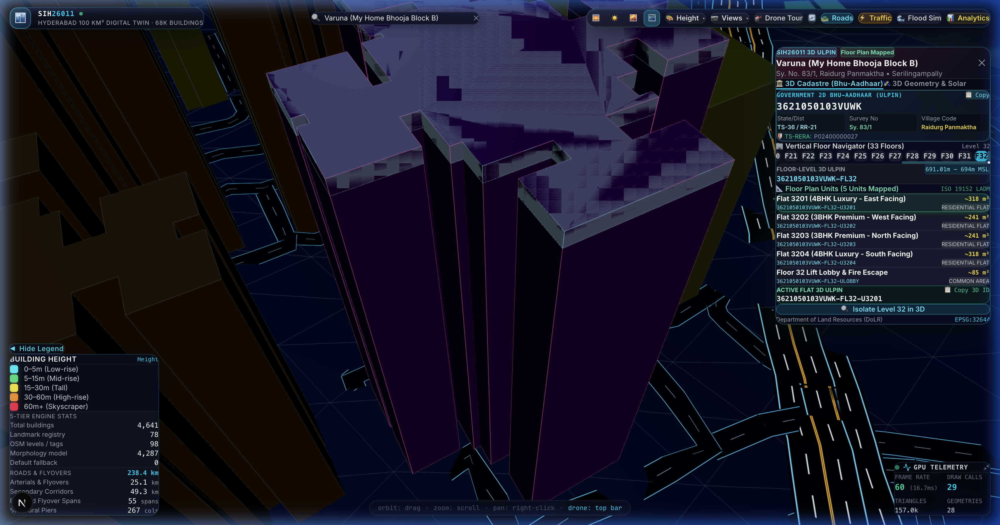 SIH26011
HYDERABAD 100 KM² DIGITAL TWIN · 68K BUILDINGS
Varuna (My Home Bhooja Block B)
Height
Views
Drone Tour
Roads
Traffic
Flood Sim
Analytics
SIH26011 3D ULPIN
Floor Plan Mapped
Varuna (My Home Bhooja Block B)
Sy. No. 83/1, Raidurg Panmaktha • Serilingampally
3D Cadastre (Bhu-Aadhaar)
3D Geometry & Solar
GOVERNMENT 2D BHU-AADHAAR (ULPIN)
Copy
3621050103VUWK
State/Dist
Survey No
Village Code
TS-36 / RR-21
Sy. 83/1
Raidurg Panmaktha
TS-RERA: P02400000027
Vertical Floor Navigator (33 Floors)
Level 32
0 F21 F22 F23 F24 F25 F26 F27 F28 F29 F30 F31 F32
FLOOR-LEVEL 3D ULPIN
691.01m – 694m MSL
3621050103VUWK-FL32
Floor Plan Units (5 Units Mapped)
ISO 19152 LADM
Flat 3201 (4BHK Luxury - East Facing)
~318 m²
3621050103VUWK-FL32-U3201
RESIDENTIAL FLAT
Flat 3202 (3BHK Premium - West Facing)
~241 m²
3621050103VUWK-FL32-U3202
RESIDENTIAL FLAT
Flat 3203 (3BHK Premium - North Facing)
~241 m²
3621050103VUWK-FL32-U3203
RESIDENTIAL FLAT
Flat 3204 (4BHK Luxury - South Facing)
~318 m²
3621050103VUWK-FL32-U3204
RESIDENTIAL FLAT
Floor 32 Lift Lobby & Fire Escape
~85 m²
3621050103VUWK-FL32-ULOBBY
COMMON AREA
ACTIVE FLAT 3D ULPIN
Copy 3D ID
3621050103VUWK-FL32-U3201
Isolate Level 32 in 3D
Department of Land Resources (DoLR)
EPSG:32644
Hide Legend
BUILDING HEIGHT
Height
0–5m (Low-rise)
5–15m (Mid-rise)
15–30m (Tall)
30–60m (High-rise)
60m+ (Skyscraper)
5-TIER ENGINE STATS
Total buildings 4,641
Landmark registry 78
OSM levels / tags 98
Morphology model 4,287
Default fallback 0
ROADS & FLYOVERS 238.4 km
Arterials & Flyovers 25.1 km
Secondary Corridors 49.3 km
Flyover Spans 55 spans
Piers 267 cols
N
orbit: drag · zoom: scroll · pan: right-click · drone: top bar
GPU TELEMETRY
FRAME RATE
DRAW CALLS
60 (16.7ms)
29
TRIANGLES
GEOMETRIES
157.0k
28